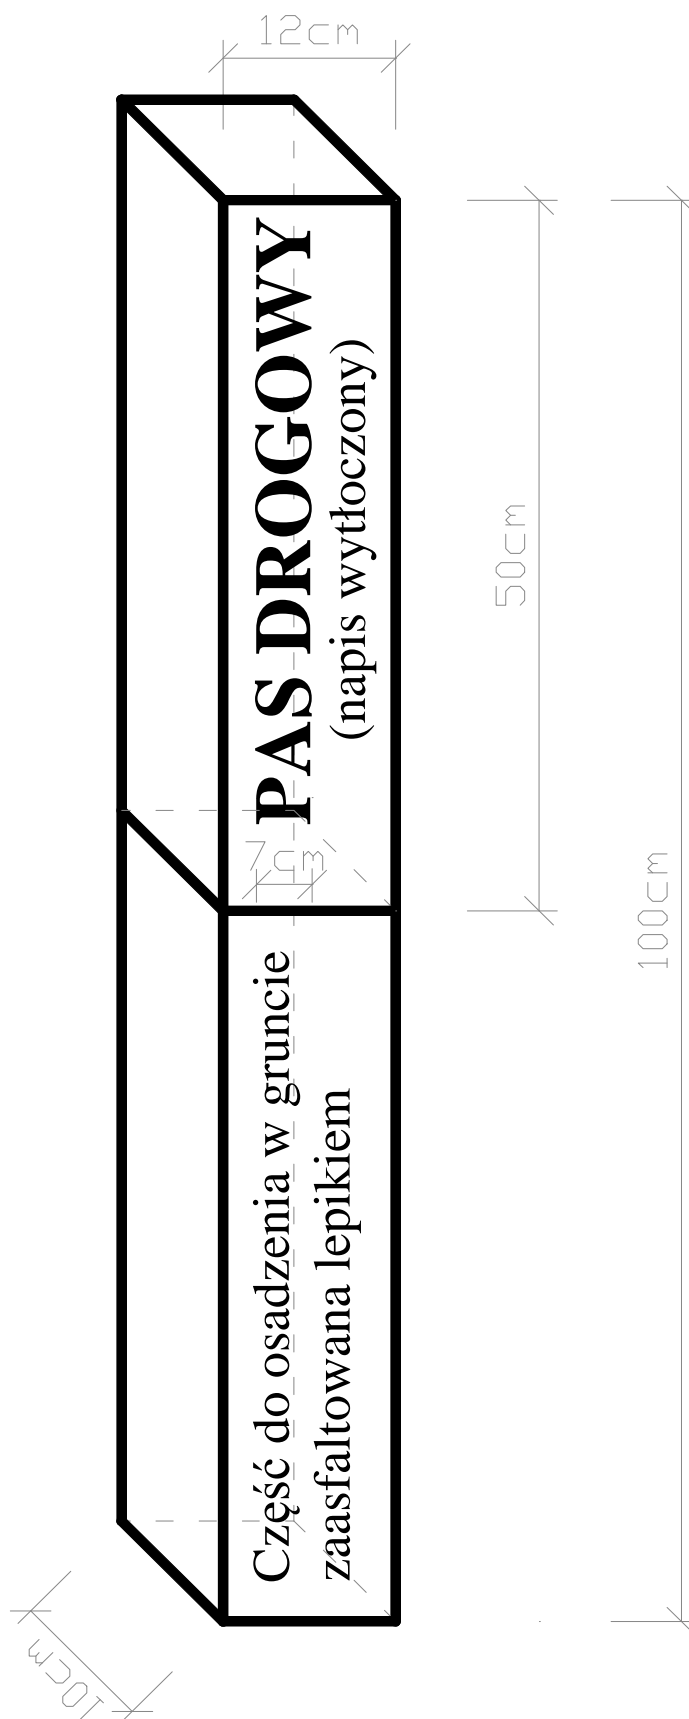 12cm
PAS DROGOWY
(napis wytłoczony)
50cm
7cm
100cm
Część do osadzenia w gruncie
zaasfaltowana lepikiem
10cm